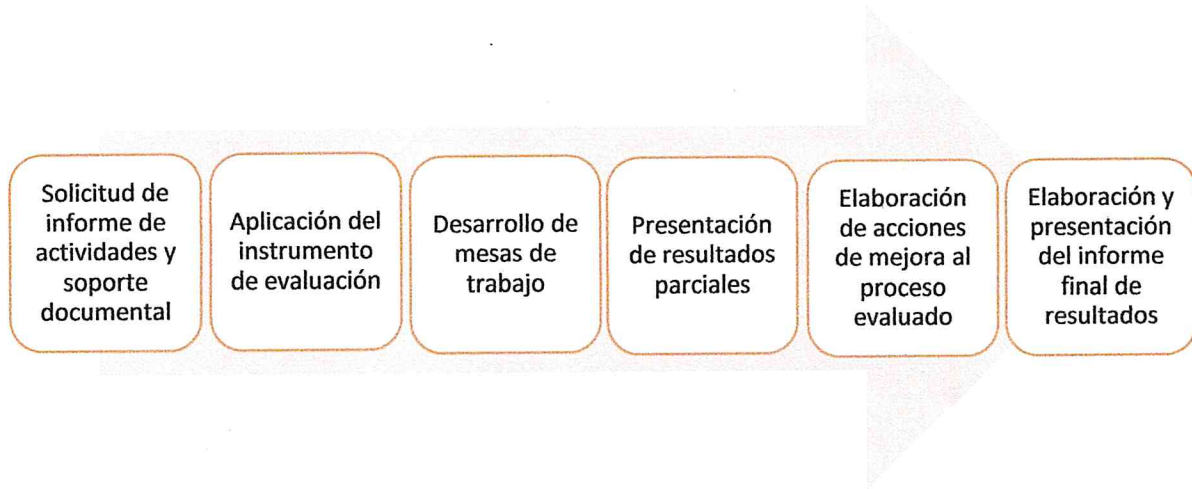 Solicitud de
informe de
actividades y
soporte
documental
Aplicación del
instrumento
de evaluación
Desarrollo de
mesas de
trabajo
Presentación
de resultados
parciales
Elaboración
de acciones
de mejora al
proceso
evaluado
Elaboración y
presentación
del informe
final de
resultados